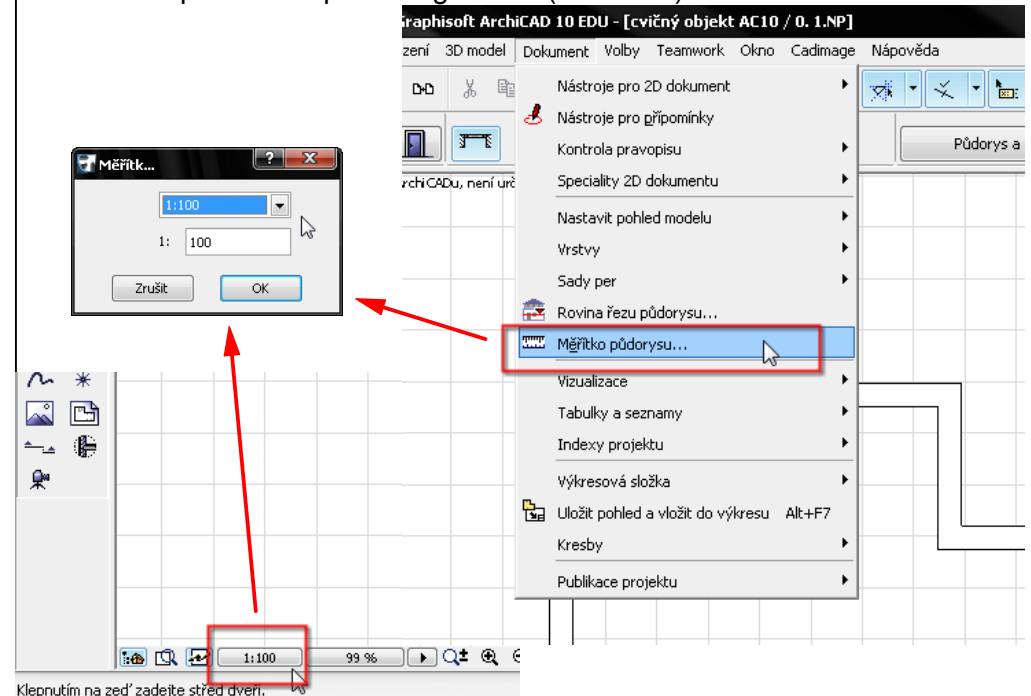 Graphisoft ArchiCAD 10 EDU - [cvičný objekt AC10 / 0. 1.NP]
zení 3D model Dokument Volby Teamwork Okno Cadimage Nápověda
Nástroje pro 2D dokument
Nástroje pro připomínky
Půdorys a
Kontrola pravopisu
Měřítk...
rchiCADu, není urč
Speciality 2D dokumentu
1:100
Nastavit pohled modelu
1: 100
Vrstvy
Zrušit OK
Sady per
Rovina řezu půdorysu...
Měřítko půdorysu...
Vizualizace
Tabulky a seznamy
Indexy projektu
Výkresová složka
Uložit pohled a vložit do výkresu Alt+F7
Kresby
Publikace projektu
1:100 99 %
Klepnutím na zeď zadejte střed dveří.